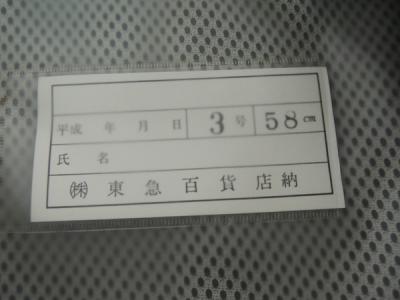 平成 年 月 日 3号 58cm
氏 名
㈱ 東 急 百 貨 店 納